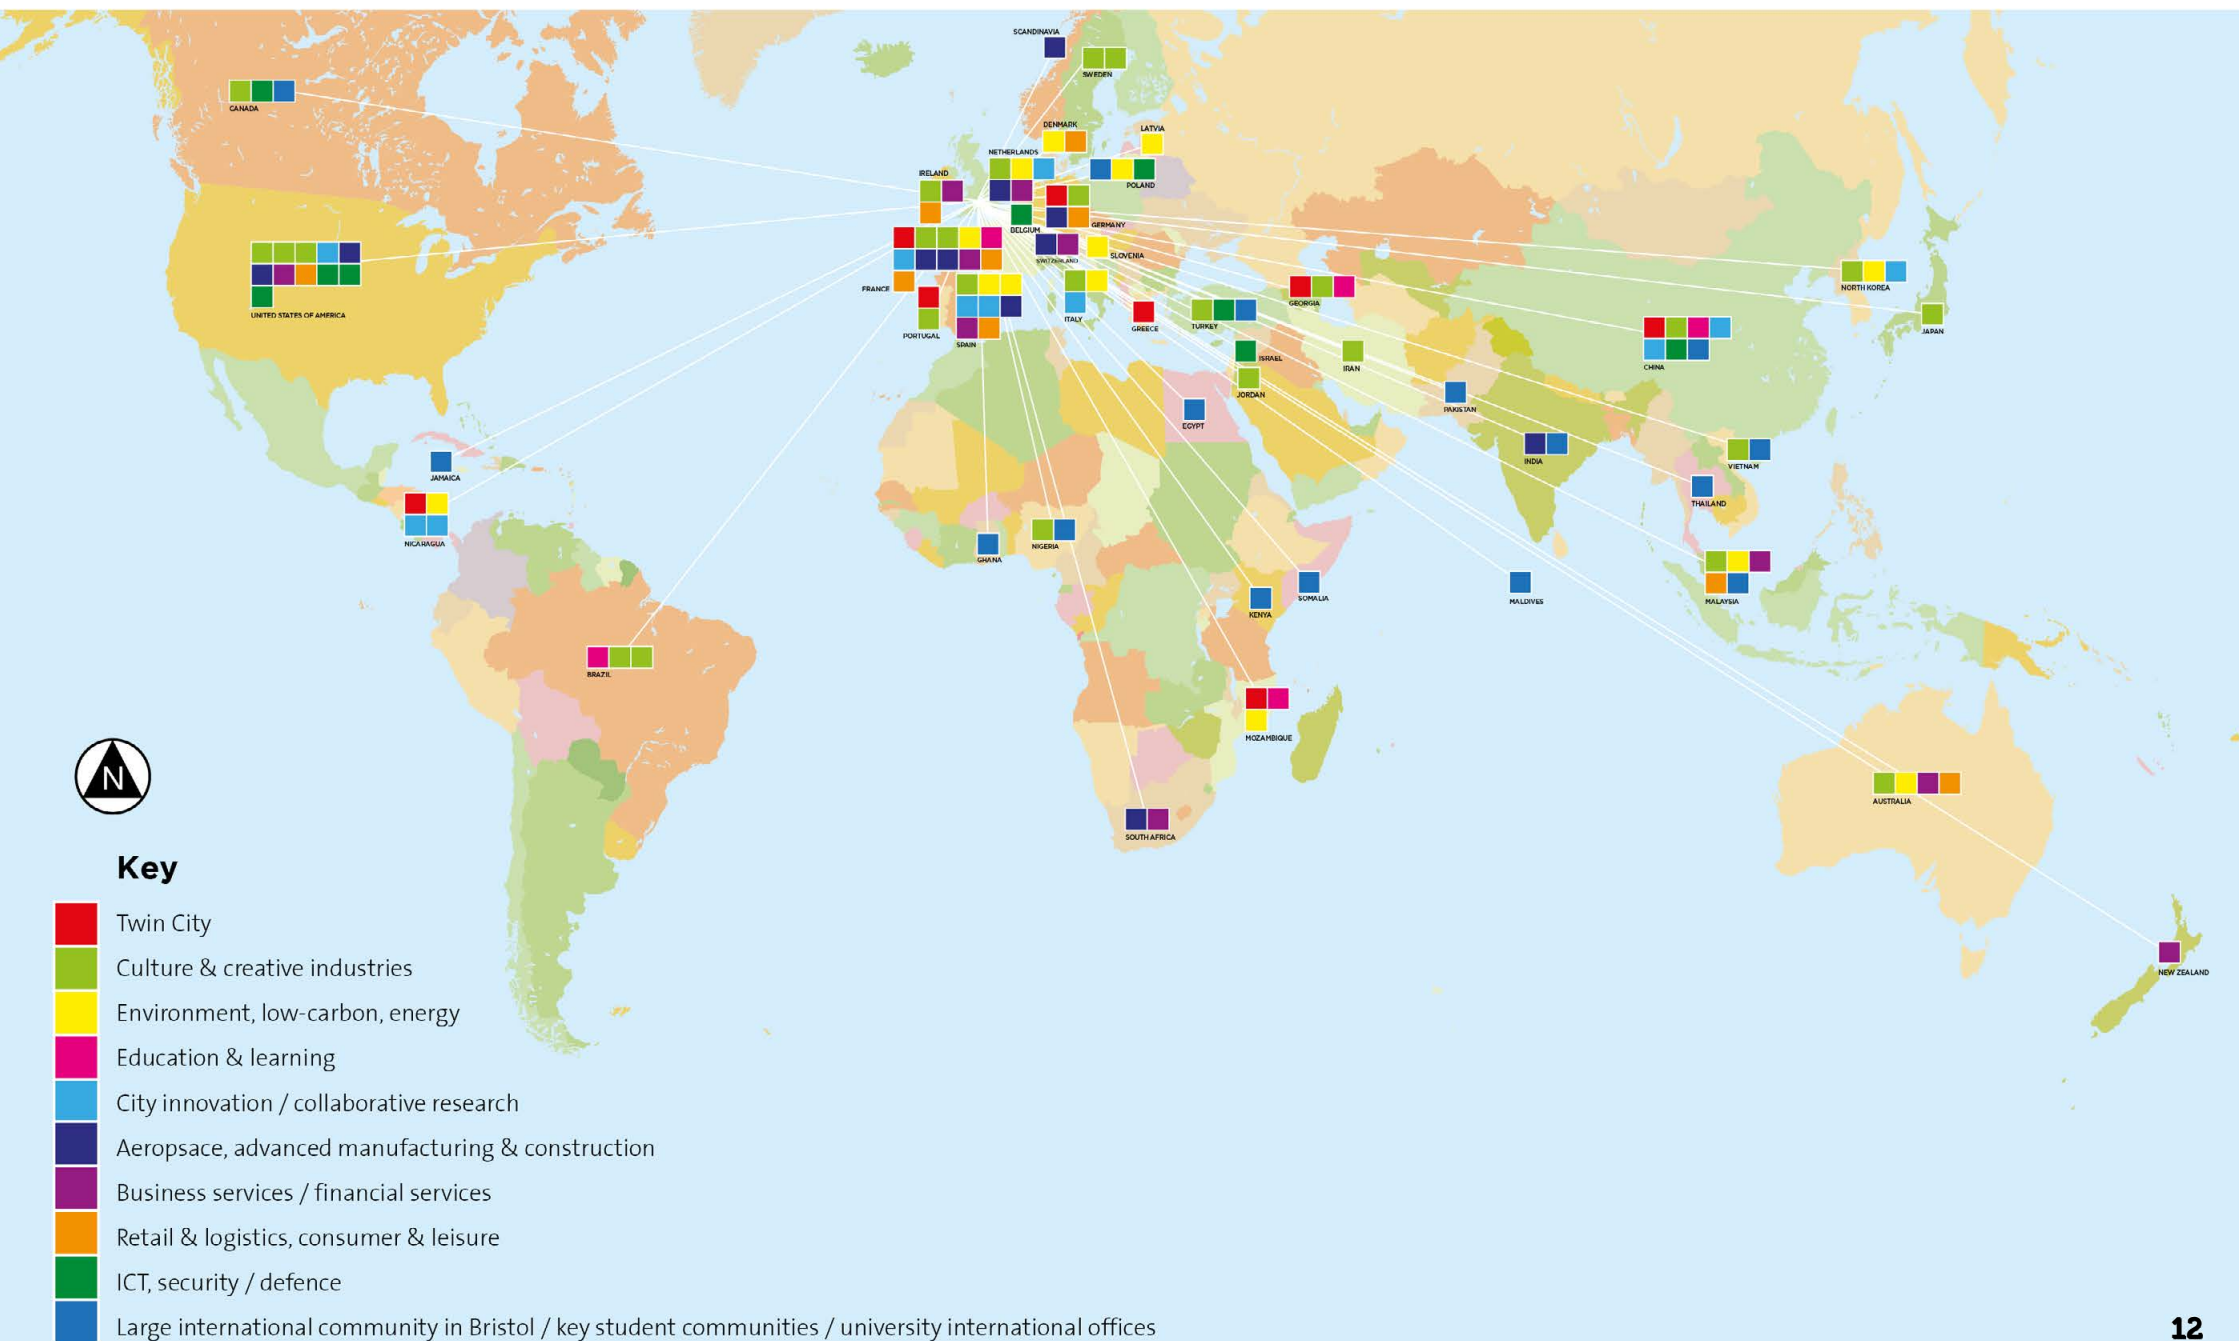 SCANDINAVIA
SWEDEN
CANADA
DENMARK
LATVIA
NETHERLANDS
IRELAND
POLAND
GERMANY
BELGIUM
SLOVENIA
SWITZERLAND
FRANCE
UNITED STATES OF AMERICA
PORTUGAL
SPAIN
ITALY
GREECE
TURKEY
GEORGIA
NORTH KOREA
JAPAN
ISRAEL
IRAN
CHINA
JORDAN
PAKISTAN
EGYPT
INDIA
VIETNAM
JAMAICA
THAILAND
NICARAGUA
GHANA
NIGERIA
KENYA
SOMALIA
MALDIVES
MALAYSIA
BRAZIL
MOZAMBIQUE
AUSTRALIA
SOUTH AFRICA
NEW ZEALAND
N
Key
Twin City
Culture & creative industries
Environment, low-carbon, energy
Education & learning
City innovation / collaborative research
Aeropsace, advanced manufacturing & construction
Business services / financial services
Retail & logistics, consumer & leisure
ICT, security / defence
Large international community in Bristol / key student communities / university international offices
12